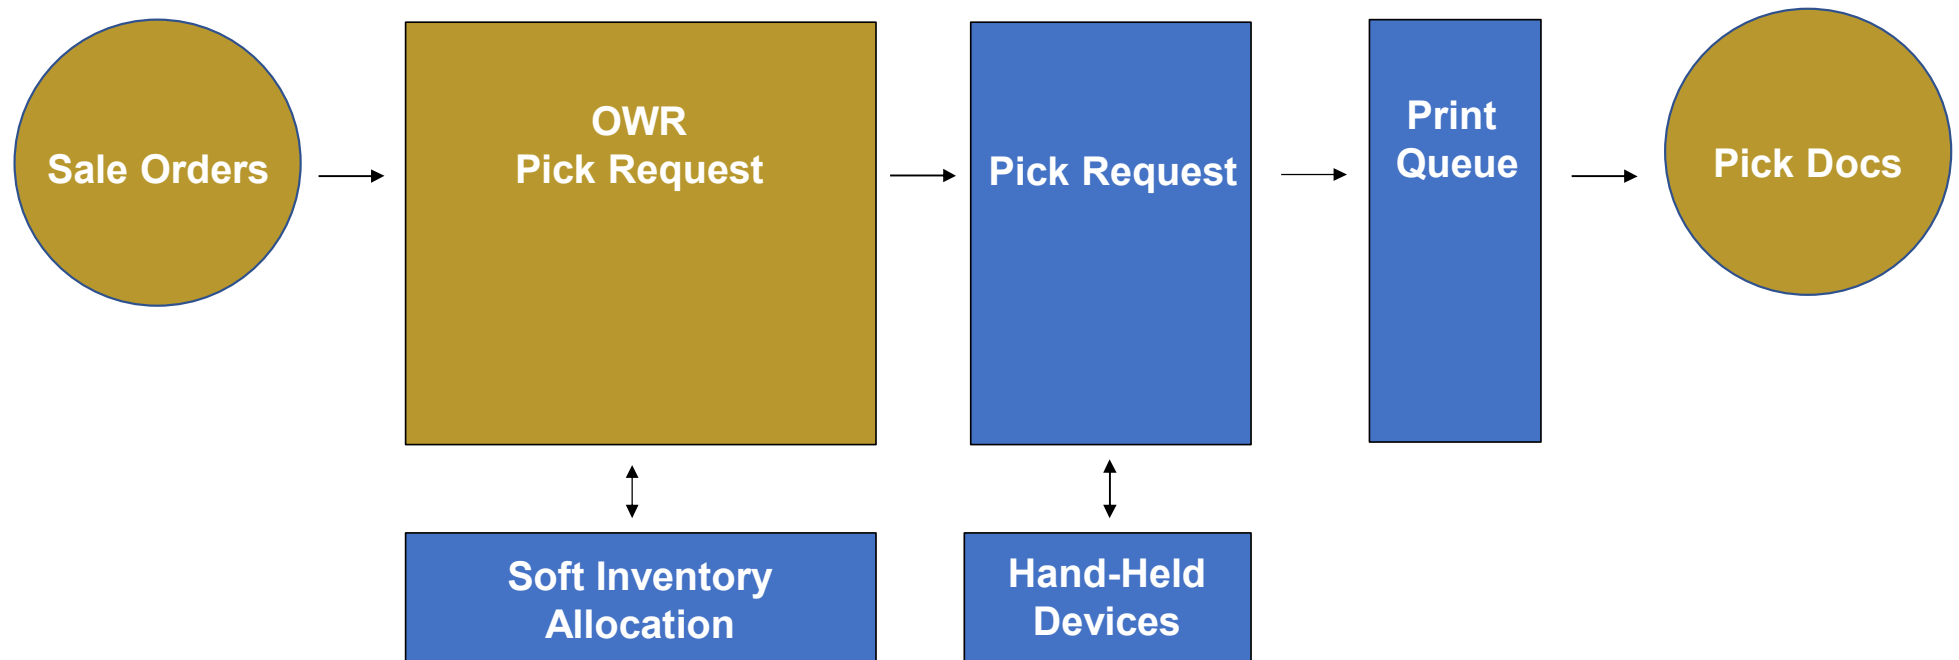 Sale Orders
OWR
Pick Request
Pick Request
Print
Queue
Pick Docs
Soft Inventory
Allocation
Hand-Held
Devices